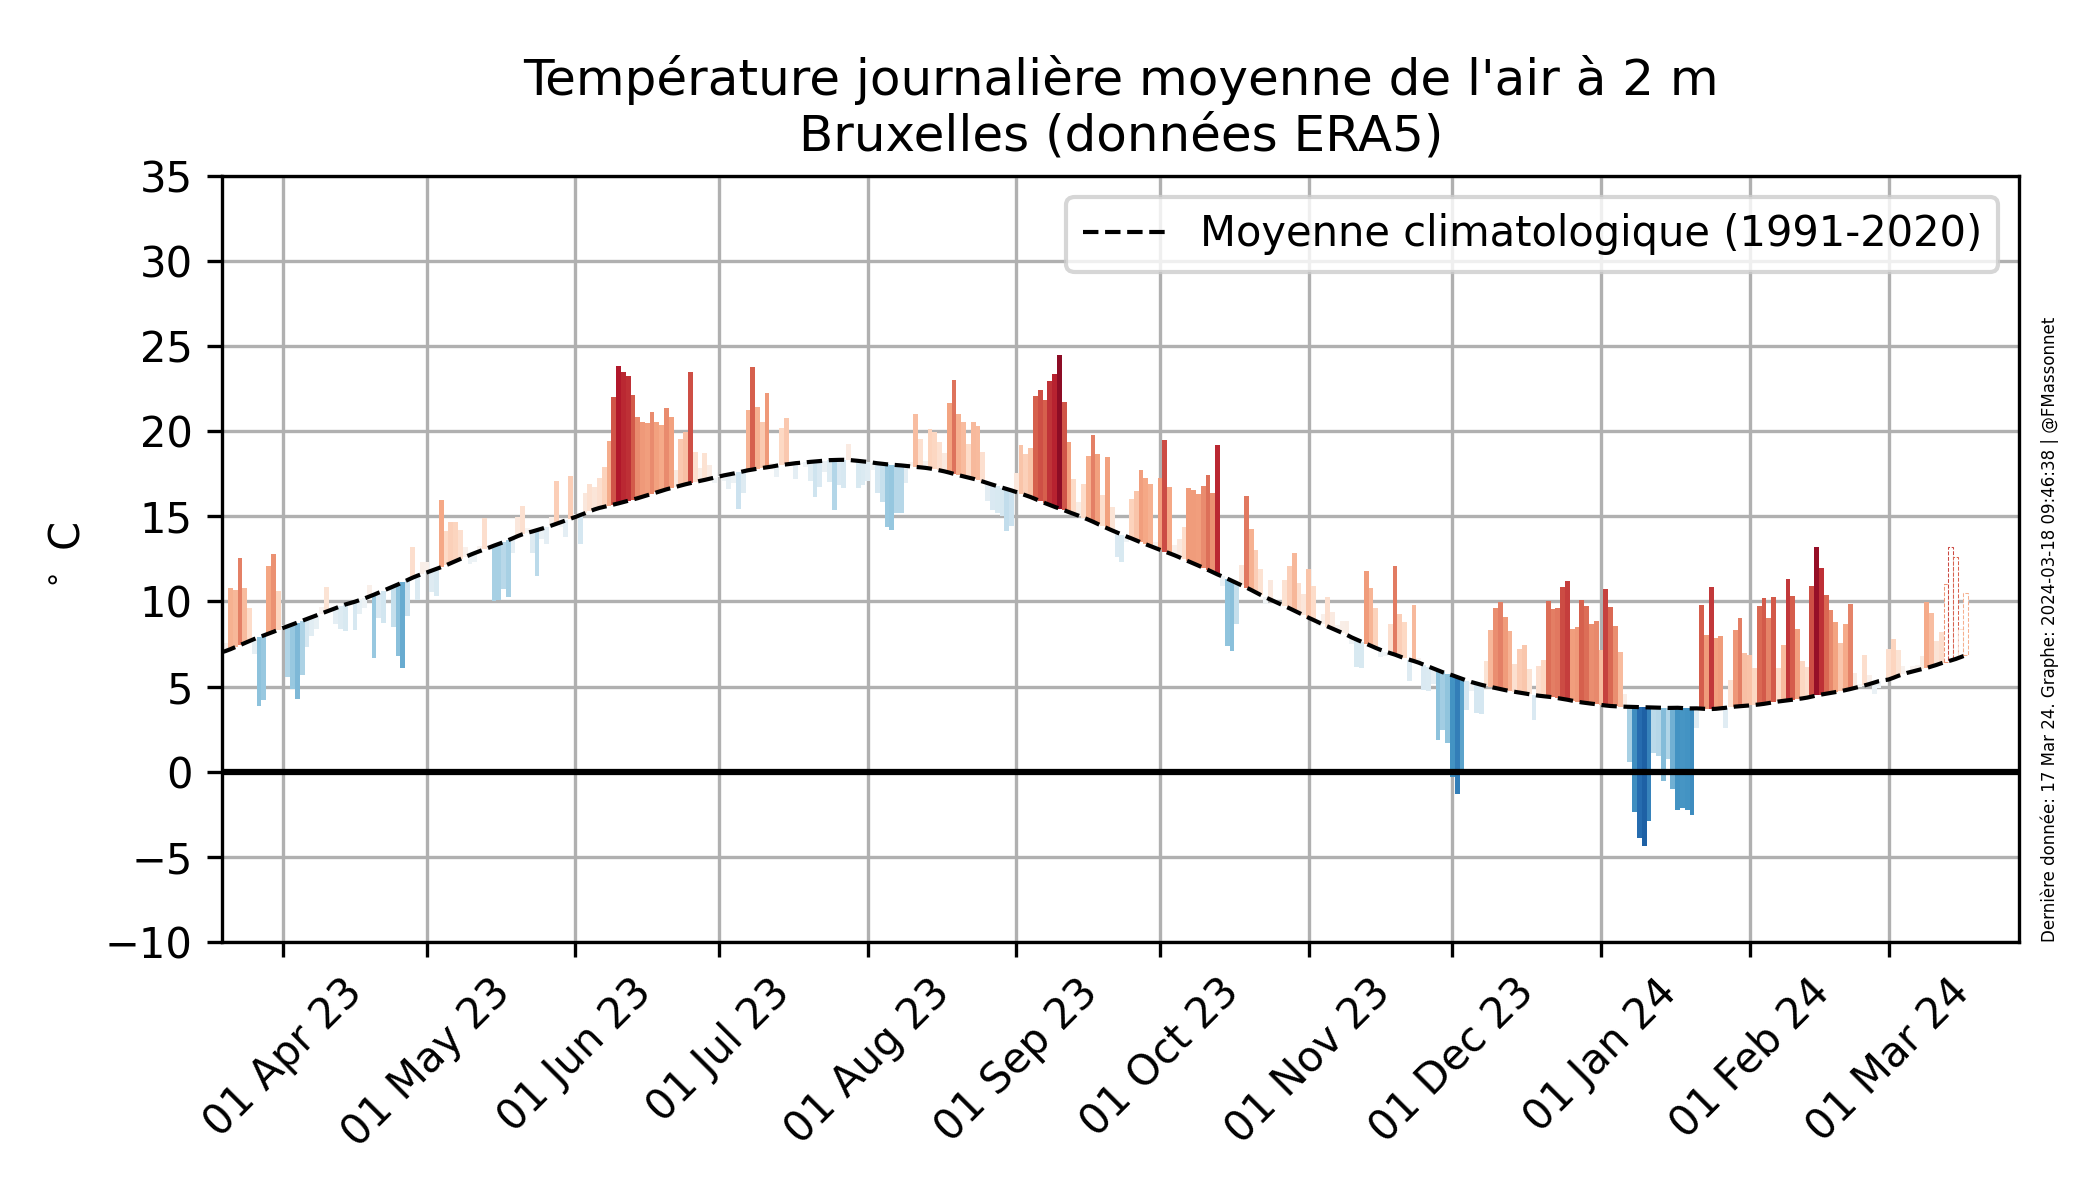 Température journalière moyenne de l'air à 2 m
Bruxelles (données ERA5)
Moyenne climatologique (1991-2020)
° C
35
30
25
20
15
10
5
0
−5
−10
01 Apr 23
01 May 23
01 Jun 23
01 Jul 23
01 Aug 23
01 Sep 23
01 Oct 23
01 Nov 23
01 Dec 23
01 Jan 24
01 Feb 24
01 Mar 24
Dernière donnée: 17 Mar 24. Graphe: 2024-03-18 09:46:38 | @FMassonnet